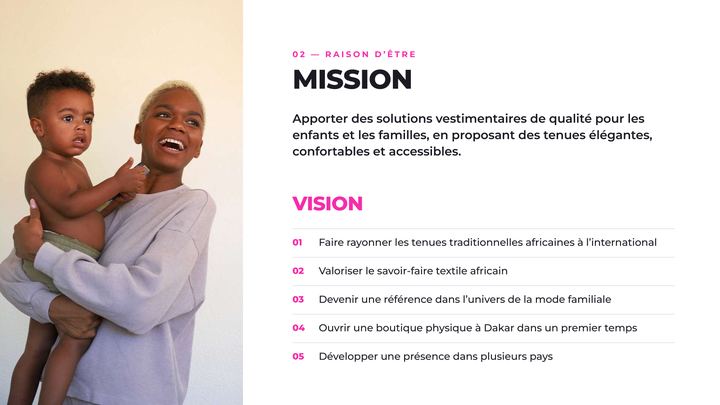 02 — RAISON D’ÊTRE
MISSION
Apporter des solutions vestimentaires de qualité pour les
enfants et les familles, en proposant des tenues élégantes,
confortables et accessibles.
VISION
01 Faire rayonner les tenues traditionnelles africaines à l’international
02 Valoriser le savoir-faire textile africain
03 Devenir une référence dans l’univers de la mode familiale
04 Ouvrir une boutique physique à Dakar dans un premier temps
05 Développer une présence dans plusieurs pays